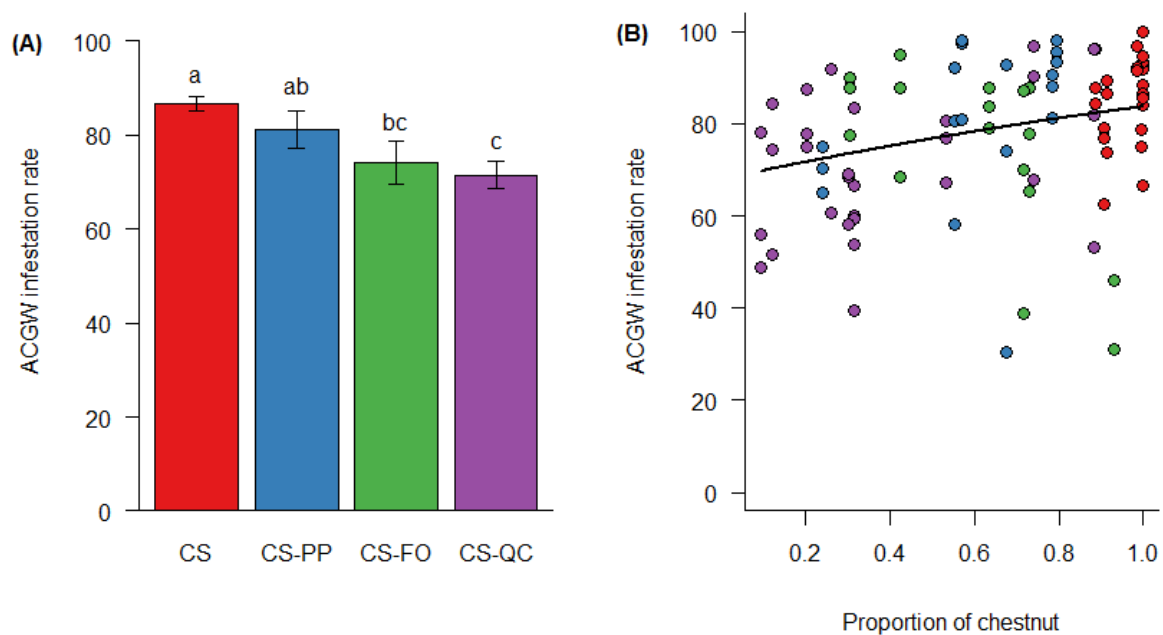 (A)
ACGW infestation rate
100
80
60
40
20
0
a
ab
bc
c
CS
CS-PP
CS-FO
CS-QC
(B)
ACGW infestation rate
100
80
60
40
20
0
0.2
0.4
0.6
0.8
1.0
Proportion of chestnut